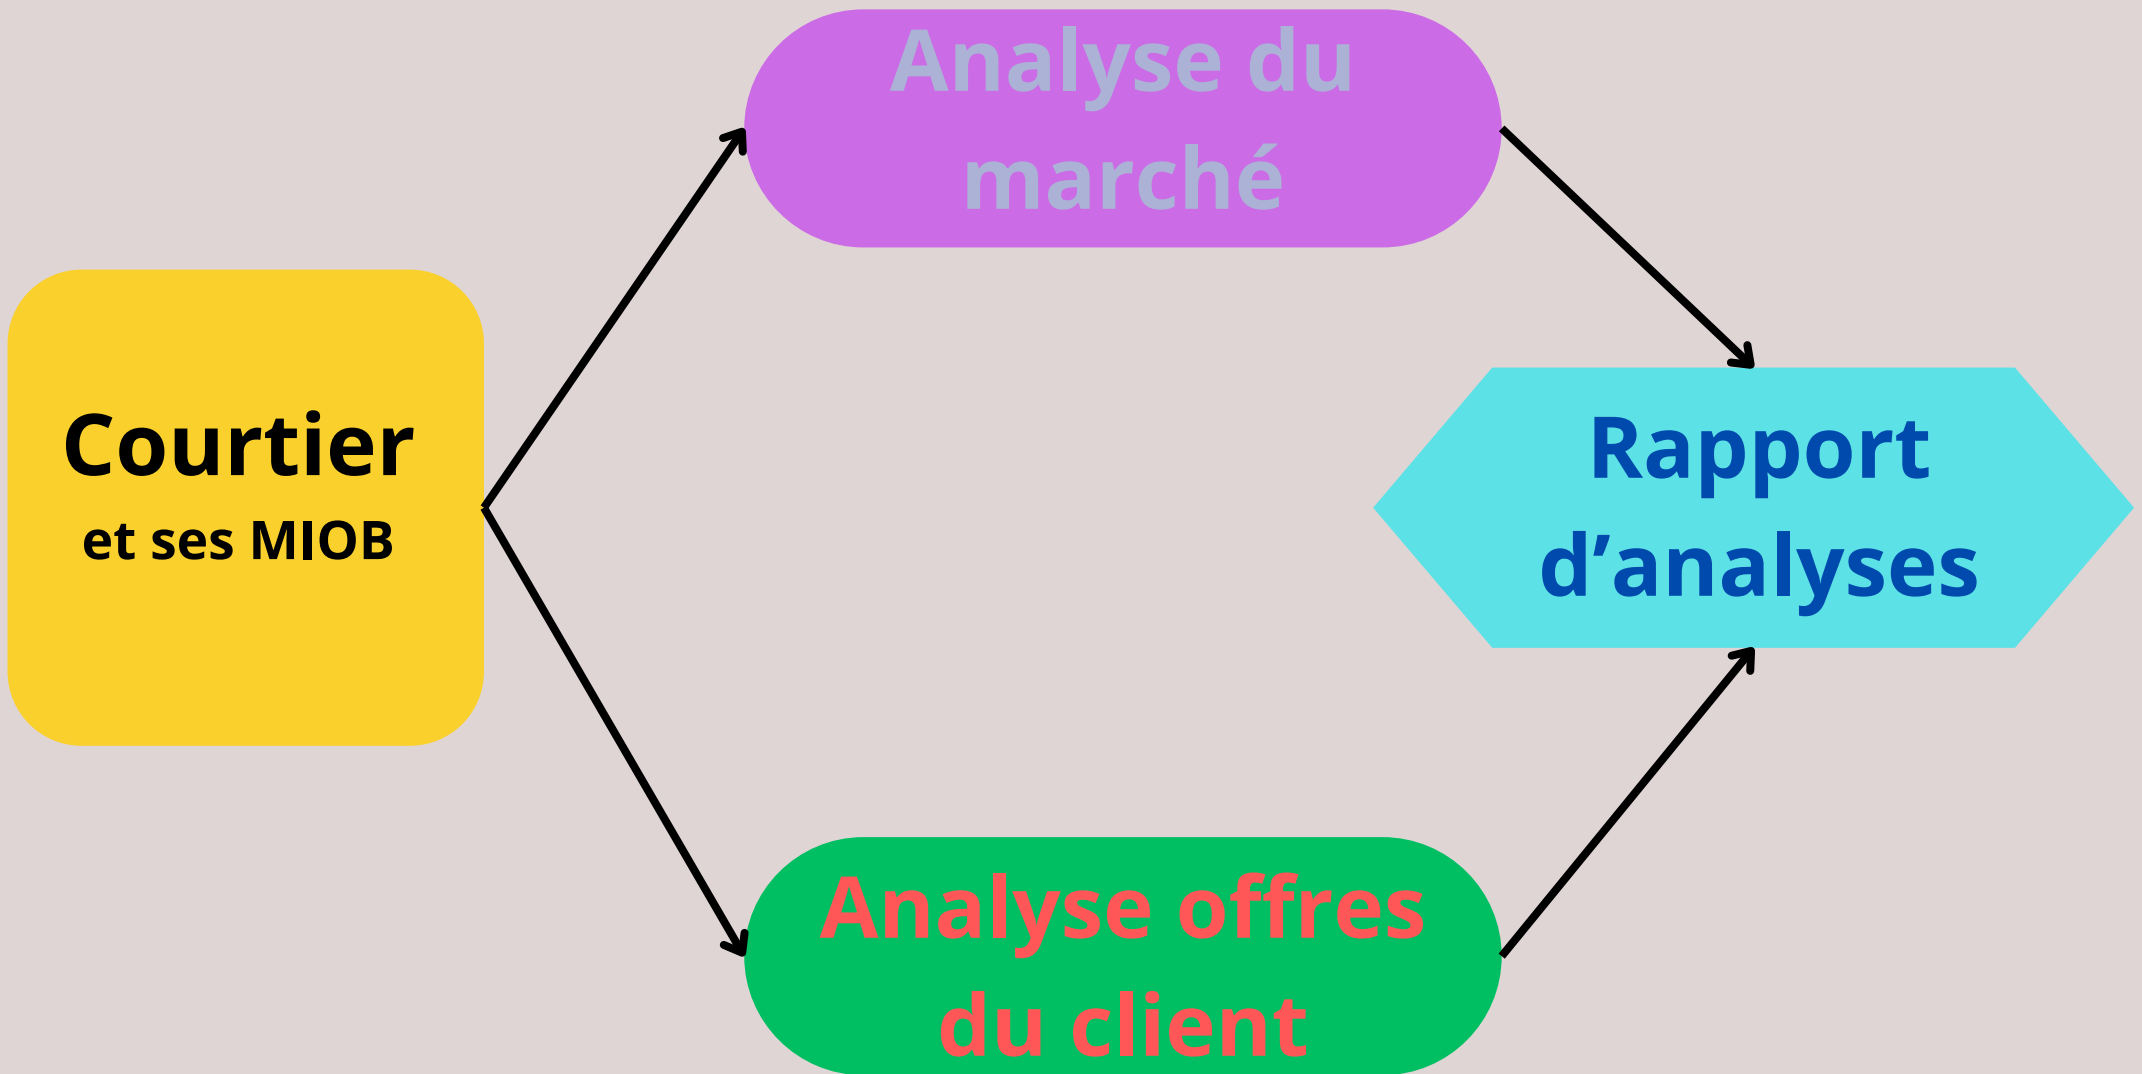 Analyse du
marché
Courtier
et ses MIOB
Rapport
d’analyses
Analyse offres
du client